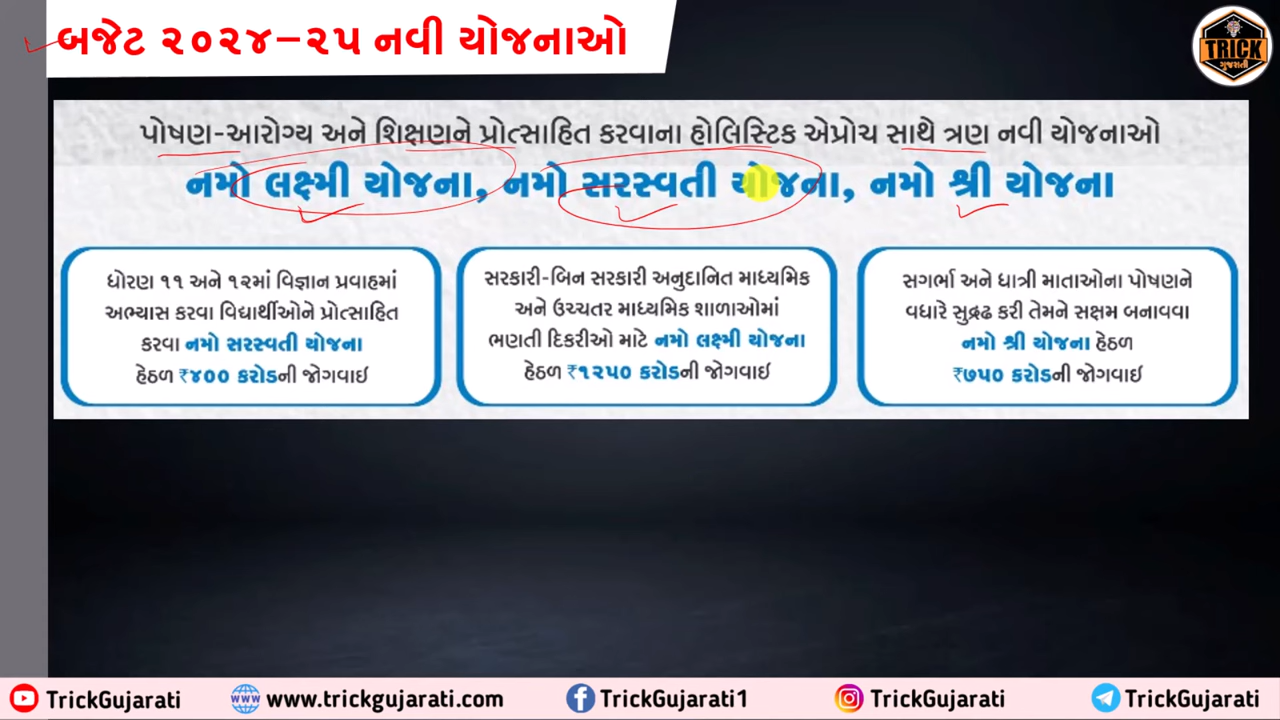 બજેટ ૨૦૨૪–૨૫ નવી યોજનાઓ
TRICK
ગુજરાતી
પોષણ-આરોગ્ય અને શિક્ષણને પ્રોત્સાહિત કરવાના હોલિસ્ટિક એપ્રોચ સાથે ત્રણ નવી યોજનાઓ
નમો લક્ષ્મી યોજના, નમો સરસ્વતી યોજના, નમો શ્રી યોજના
ધોરણ ૧૧ અને ૧૨માં વિજ્ઞાન પ્રવાહમાં
અભ્યાસ કરવા વિદ્યાર્થીઓને પ્રોત્સાહિત
કરવા નમો સરસ્વતી યોજના
હેઠળ ₹૪૦૦ કરોડની જોગવાઇ
સરકારી-બિન સરકારી અનુદાનિત માધ્યમિક
અને ઉચ્ચતર માધ્યમિક શાળાઓમાં
ભણતી દિકરીઓ માટે નમો લક્ષ્મી યોજના
હેઠળ ₹૧૨૫૦ કરોડની જોગવાઇ
સગર્ભા અને ધાત્રી માતાઓના પોષણને
વધારે સુદ્રઢ કરી તેમને સક્ષમ બનાવવા
નમો શ્રી યોજના હેઠળ
₹૭૫૦ કરોડની જોગવાઇ
TrickGujarati
www.trickgujarati.com
TrickGujarati1
TrickGujarati
TrickGujarati